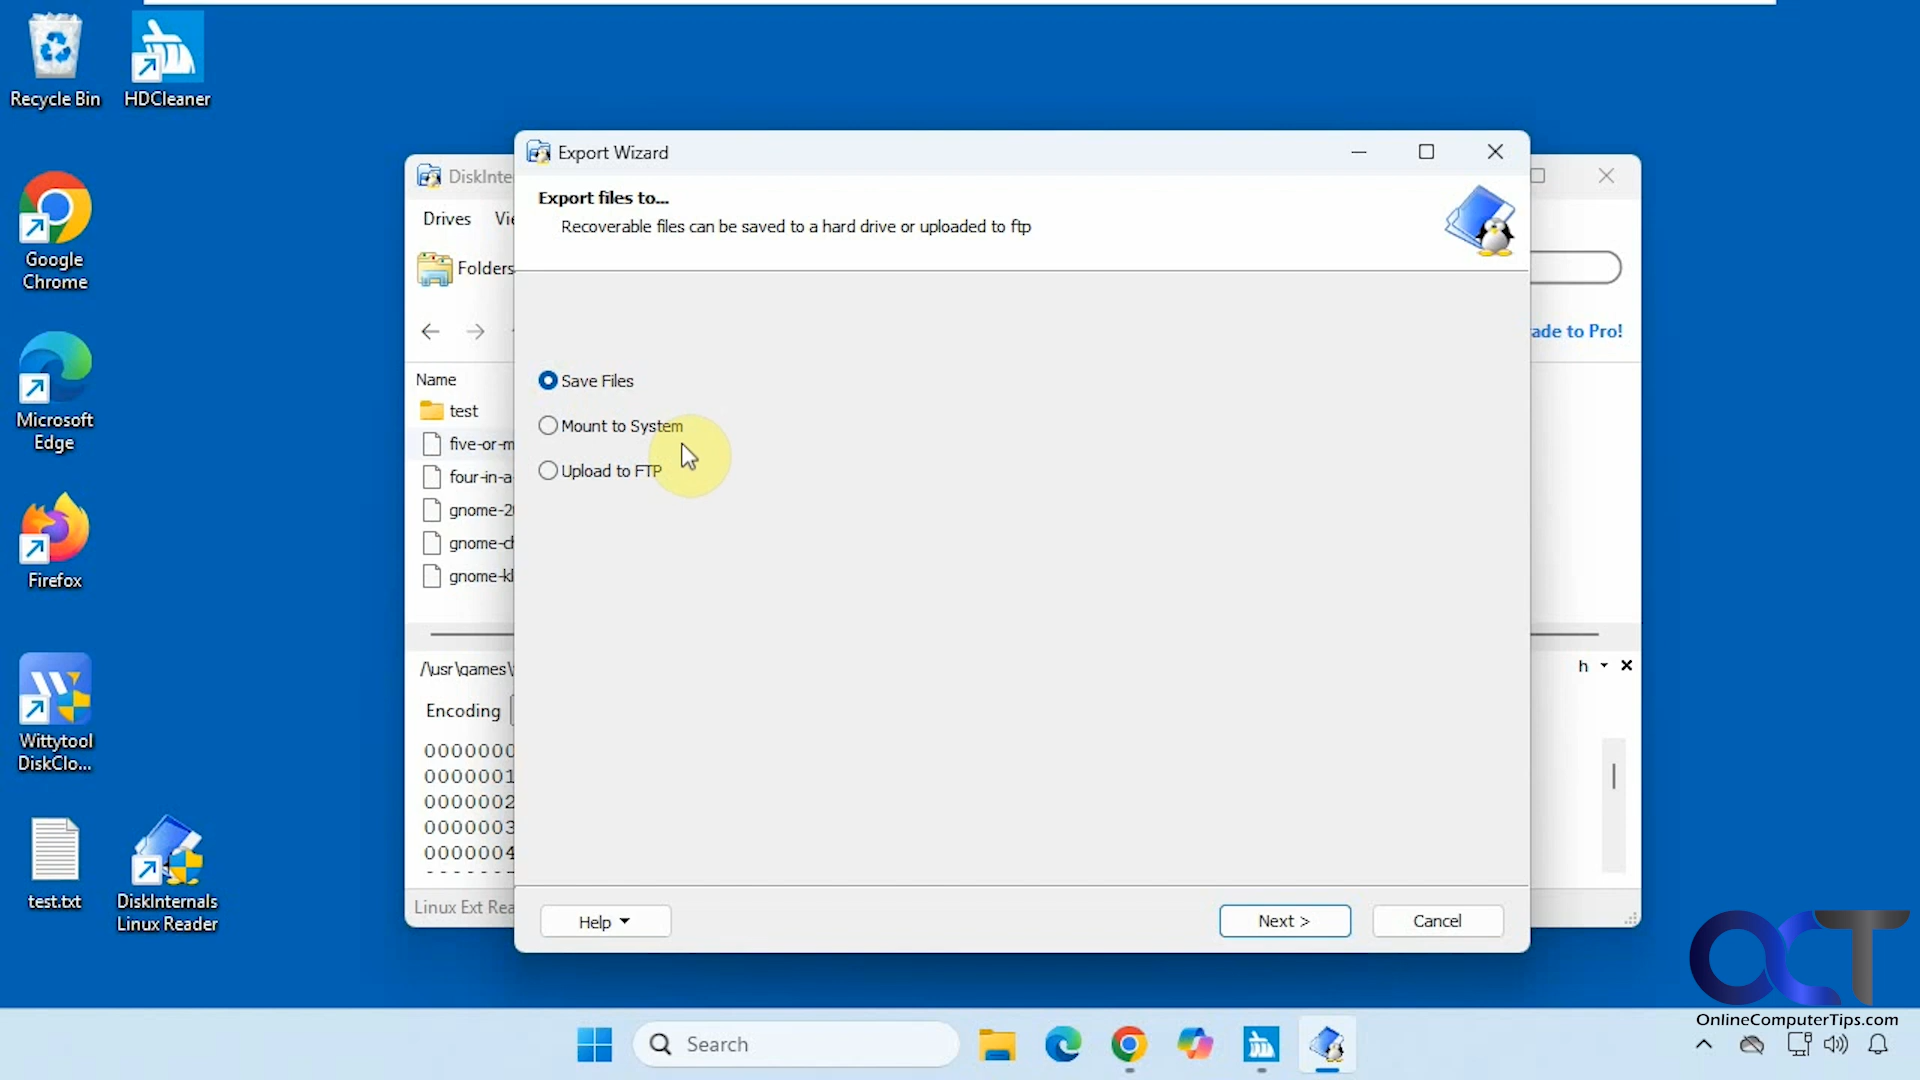 Recycle Bin
HDCleaner
Google
Chrome
Microsoft
Edge
Firefox
Wittytool
DiskClo...
test.txt
DiskInternals
Linux Reader
DiskInte
Drives Vie
Folders
ade to Pro!
Name
test
five-or-m
four-in-a
gnome-2
gnome-ch
gnome-kl
/\usr\games\
h
Encoding
0000000
0000001
0000002
0000003
0000004
Linux Ext Rea
Export Wizard
Export files to...
Recoverable files can be saved to a hard drive or uploaded to ftp
Save Files
Mount to System
Upload to FTP
Help
Next >
Cancel
OCT
OnlineComputerTips.com
Search